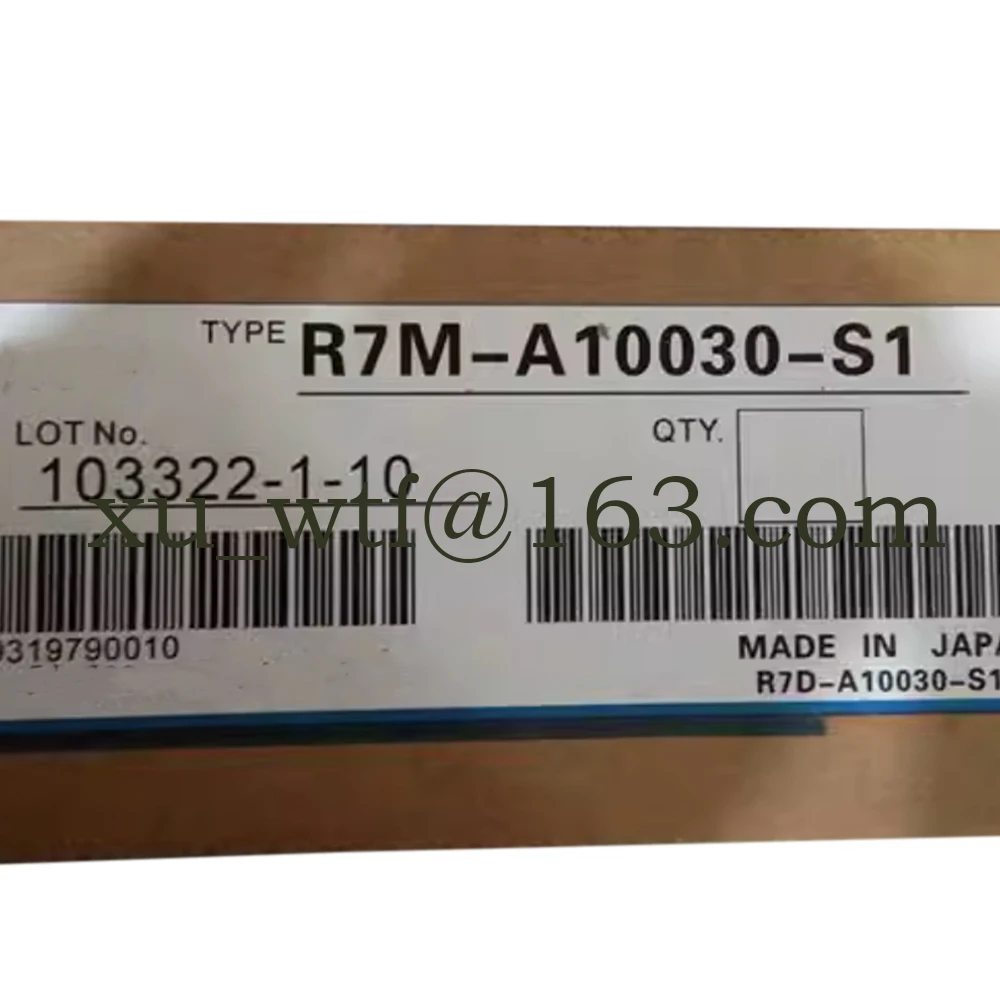 TYPE R7M-A10030-S1
LOT No. QTY.
103322-1-10
xu_wtf@163.com
319790010
MADE IN JAPA
R7D-A10030-S1